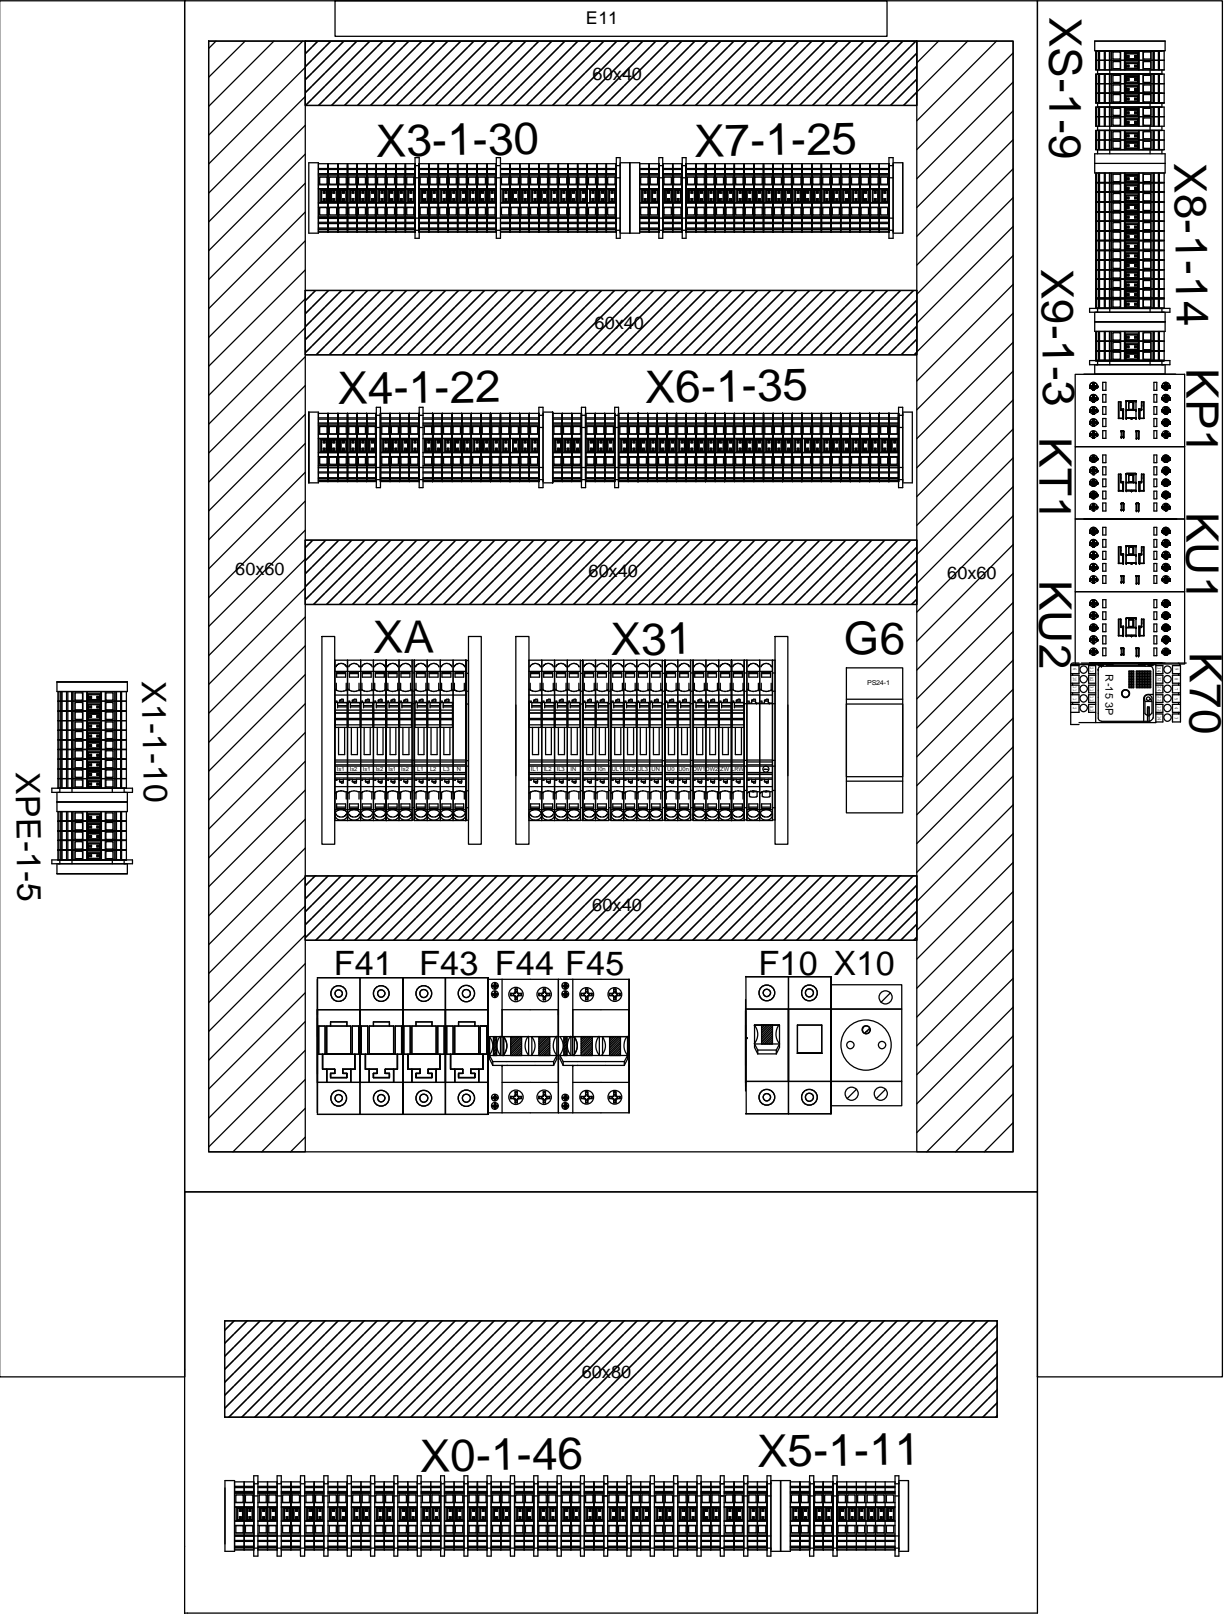 E11
60x40
X3-1-30
X7-1-25
XS-1-9
X8-1-14
60x40
X9-1-3
X4-1-22
X6-1-35
KP1
KT1
60x60
60x40
60x60
KU1
KU2
XA
X31
G6
PS24-1
K70
R-15 3P
X1-1-10
XPE-1-5
60x40
F41
F43
F44
F45
F10
X10
60x80
X0-1-46
X5-1-11